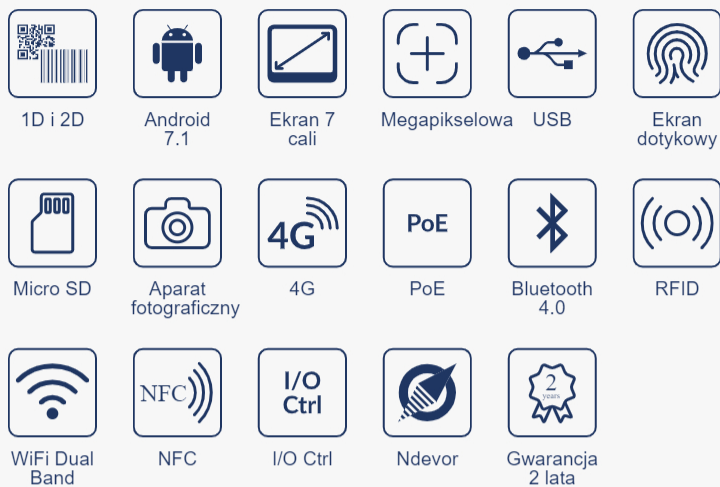 1D i 2D
Android
7.1
Ekran 7
cali
Megapikselowa
USB
Ekran
dotykowy
4G
PoE
Micro SD
Aparat
fotograficzny
4G
PoE
Bluetooth
4.0
RFID
NFC
I/O
Ctrl
2
years
WiFi Dual
Band
NFC
I/O Ctrl
Ndevor
Gwarancja
2 lata